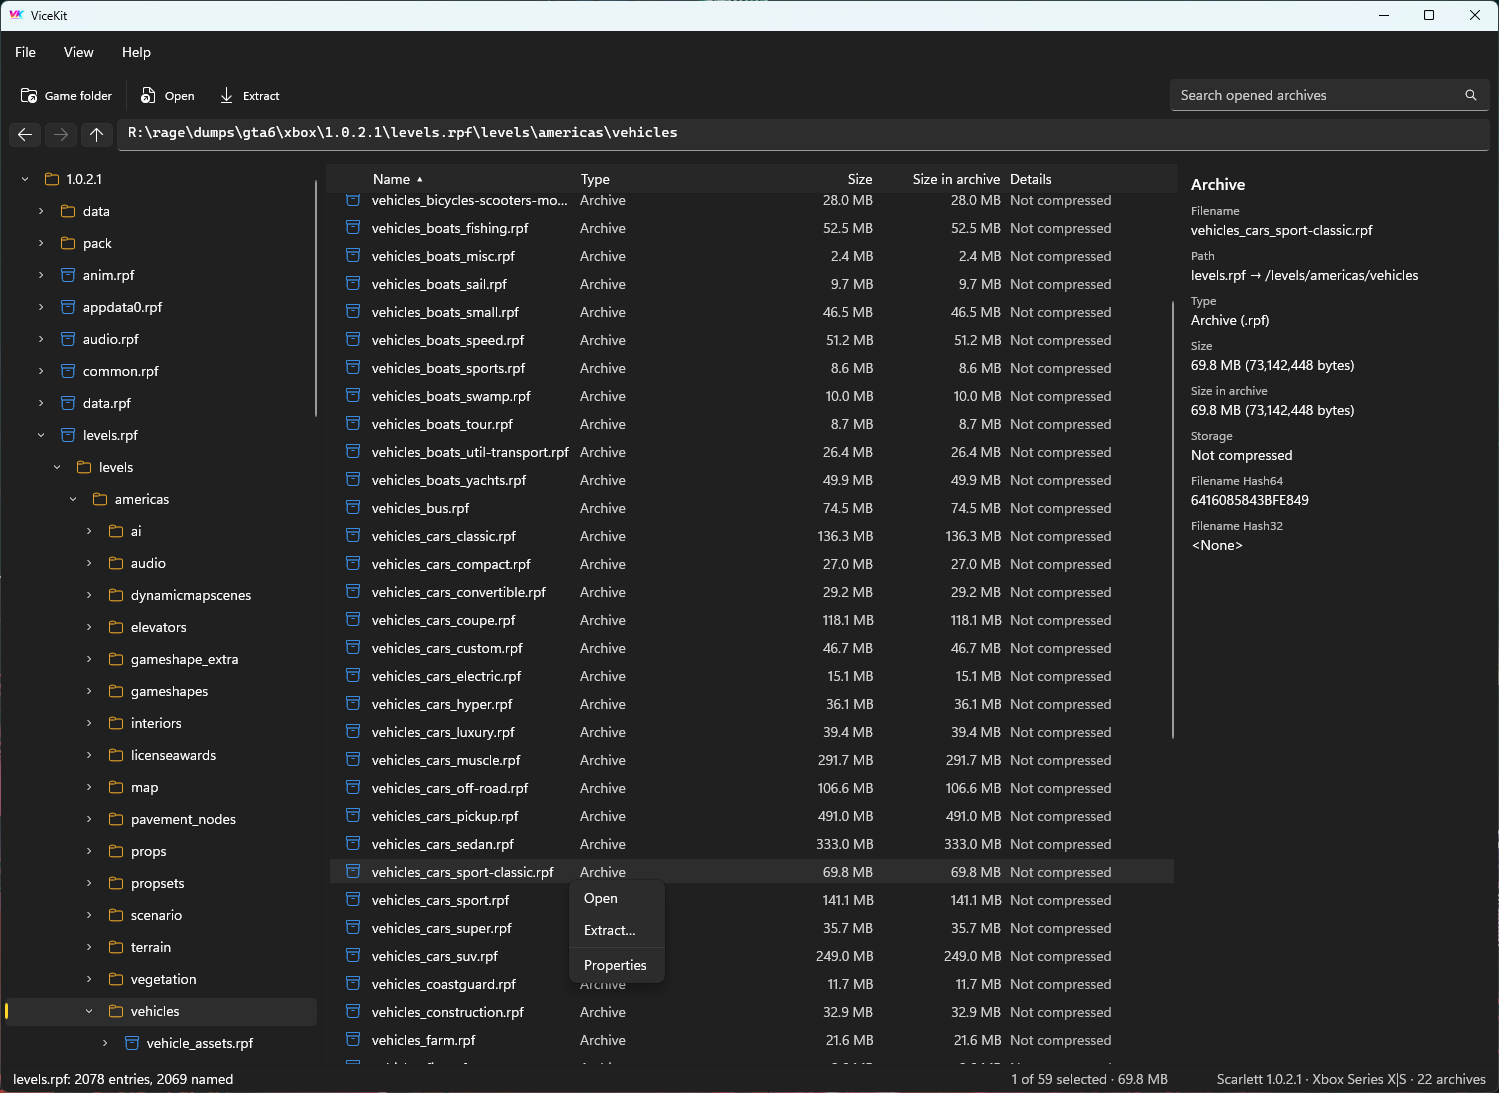 ViceKit
File View Help
Game folder Open Extract Search opened archives
R:\rage\dumps\gta6\xbox\1.0.2.1\levels.rpf\levels\americas\vehicles
1.0.2.1
data
pack
anim.rpf
appdata0.rpf
audio.rpf
common.rpf
data.rpf
levels.rpf
levels
americas
ai
audio
dynamicmapscenes
elevators
gameshape_extra
gameshapes
interiors
licenseawards
map
pavement_nodes
props
propsets
scenario
terrain
vegetation
vehicles
vehicle_assets.rpf
Name Type Size Size in archive Details
vehicles_bicycles-scooters-mo... Archive 28.0 MB 28.0 MB Not compressed
vehicles_boats_fishing.rpf Archive 52.5 MB 52.5 MB Not compressed
vehicles_boats_misc.rpf Archive 2.4 MB 2.4 MB Not compressed
vehicles_boats_sail.rpf Archive 9.7 MB 9.7 MB Not compressed
vehicles_boats_small.rpf Archive 46.5 MB 46.5 MB Not compressed
vehicles_boats_speed.rpf Archive 51.2 MB 51.2 MB Not compressed
vehicles_boats_sports.rpf Archive 8.6 MB 8.6 MB Not compressed
vehicles_boats_swamp.rpf Archive 10.0 MB 10.0 MB Not compressed
vehicles_boats_tour.rpf Archive 8.7 MB 8.7 MB Not compressed
vehicles_boats_util-transport.rpf Archive 26.4 MB 26.4 MB Not compressed
vehicles_boats_yachts.rpf Archive 49.9 MB 49.9 MB Not compressed
vehicles_bus.rpf Archive 74.5 MB 74.5 MB Not compressed
vehicles_cars_classic.rpf Archive 136.3 MB 136.3 MB Not compressed
vehicles_cars_compact.rpf Archive 27.0 MB 27.0 MB Not compressed
vehicles_cars_convertible.rpf Archive 29.2 MB 29.2 MB Not compressed
vehicles_cars_coupe.rpf Archive 118.1 MB 118.1 MB Not compressed
vehicles_cars_custom.rpf Archive 46.7 MB 46.7 MB Not compressed
vehicles_cars_electric.rpf Archive 15.1 MB 15.1 MB Not compressed
vehicles_cars_hyper.rpf Archive 36.1 MB 36.1 MB Not compressed
vehicles_cars_luxury.rpf Archive 39.4 MB 39.4 MB Not compressed
vehicles_cars_muscle.rpf Archive 291.7 MB 291.7 MB Not compressed
vehicles_cars_off-road.rpf Archive 106.6 MB 106.6 MB Not compressed
vehicles_cars_pickup.rpf Archive 491.0 MB 491.0 MB Not compressed
vehicles_cars_sedan.rpf Archive 333.0 MB 333.0 MB Not compressed
vehicles_cars_sport-classic.rpf Archive 69.8 MB 69.8 MB Not compressed
vehicles_cars_sport.rpf 141.1 MB 141.1 MB Not compressed
vehicles_cars_super.rpf 35.7 MB 35.7 MB Not compressed
vehicles_cars_suv.rpf 249.0 MB 249.0 MB Not compressed
vehicles_coastguard.rpf Archive 11.7 MB 11.7 MB Not compressed
vehicles_construction.rpf Archive 32.9 MB 32.9 MB Not compressed
vehicles_farm.rpf Archive 21.6 MB 21.6 MB Not compressed
Open
Extract...
Properties
Archive
Filename
vehicles_cars_sport-classic.rpf
Path
levels.rpf → /levels/americas/vehicles
Type
Archive (.rpf)
Size
69.8 MB (73,142,448 bytes)
Size in archive
69.8 MB (73,142,448 bytes)
Storage
Not compressed
Filename Hash64
6416085843BFE849
Filename Hash32
<None>
levels.rpf: 2078 entries, 2069 named 1 of 59 selected · 69.8 MB Scarlett 1.0.2.1 · Xbox Series X|S · 22 archives